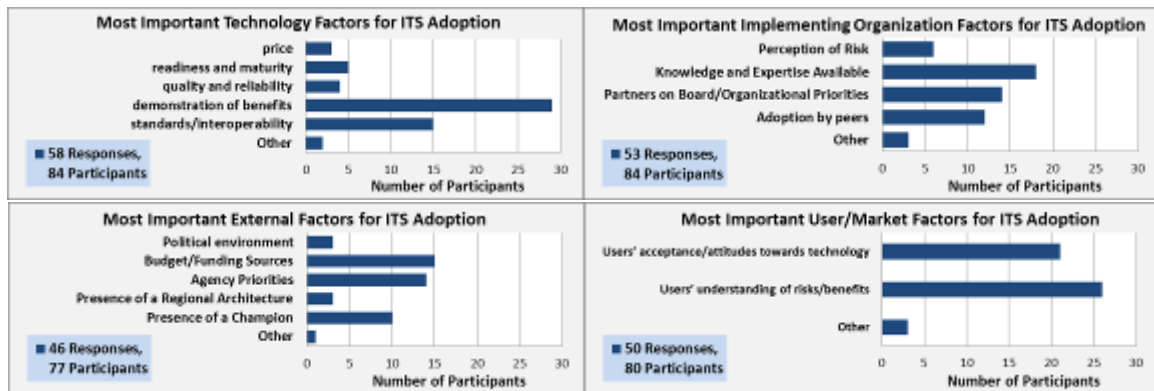 Most Important Technology Factors for ITS Adoption
price
readiness and maturity
quality and reliability
demonstration of benefits
standards/interoperability
Other
58 Responses,
84 Participants
0 5 10 15 20 25 30
Number of Participants
Most Important Implementing Organization Factors for ITS Adoption
Perception of Risk
Knowledge and Expertise Available
Partners on Board/Organizational Priorities
Adoption by peers
Other
53 Responses,
84 Participants
0 5 10 15 20 25 30
Number of Participants
Most Important External Factors for ITS Adoption
Political environment
Budget/Funding Sources
Agency Priorities
Presence of a Regional Architecture
Presence of a Champion
Other
46 Responses,
77 Participants
0 5 10 15 20 25 30
Number of Participants
Most Important User/Market Factors for ITS Adoption
Users' acceptance/attitudes towards technology
Users' understanding of risks/benefits
Other
50 Responses,
80 Participants
0 5 10 15 20 25 30
Number of Participants